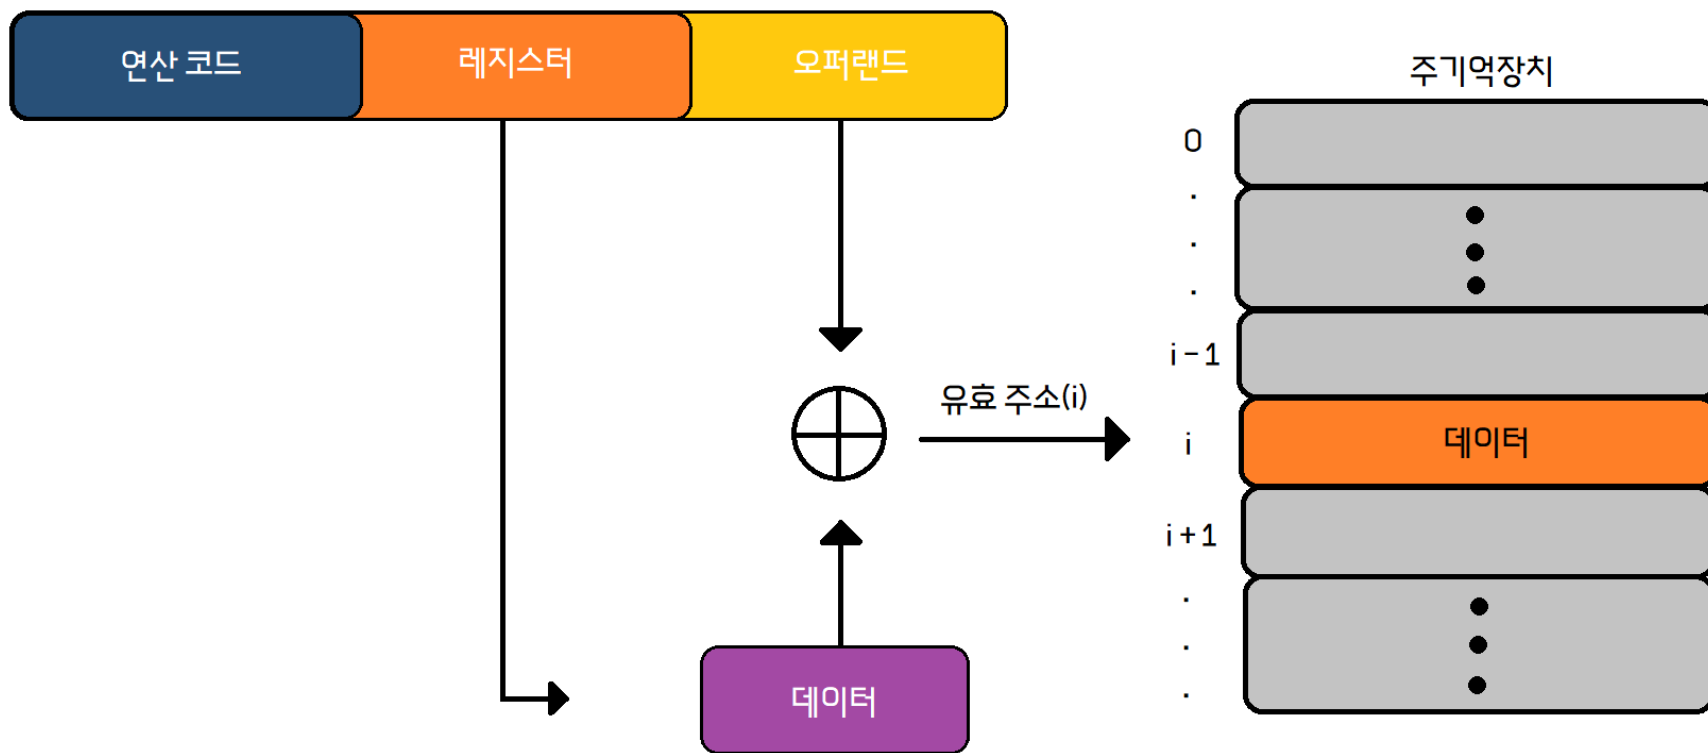 연산 코드
레지스터
오퍼랜드
주기억장치
0
.
.
.
i-1
유효 주소(i)
i
데이터
i+1
.
.
.
데이터